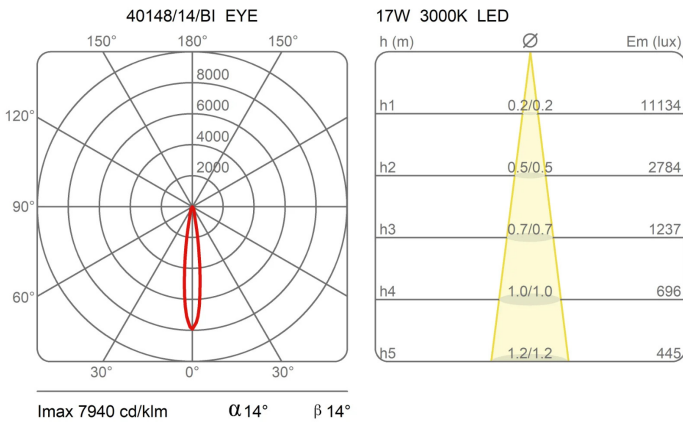 40148/14/BI EYE
150° 180° 150°
8000
6000
120°
4000
2000
90°
60°
30° 0° 30°
Imax 7940 cd/klm α 14° β 14°
17W 3000K LED
h (m) Ø Em (lux)
h1 0.2/0.2 11134
h2 0.5/0.5 2784
h3 0.7/0.7 1237
h4 1.0/1.0 696
h5 1.2/1.2 445